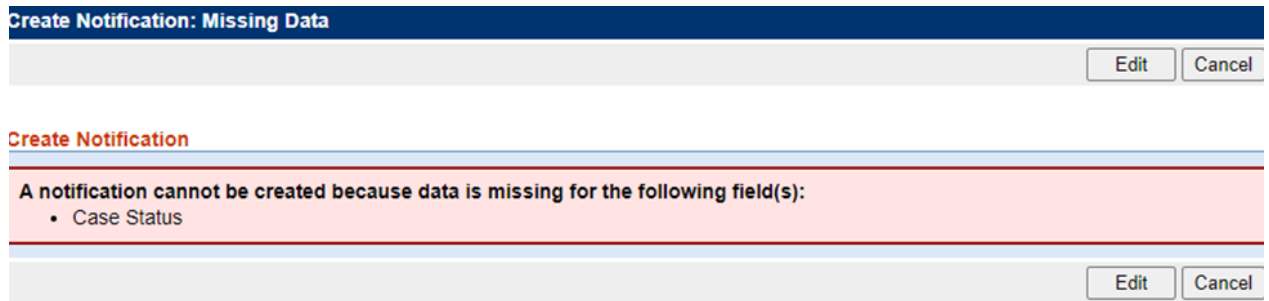 Create Notification: Missing Data
Edit Cancel
Create Notification
A notification cannot be created because data is missing for the following field(s):
• Case Status
Edit Cancel